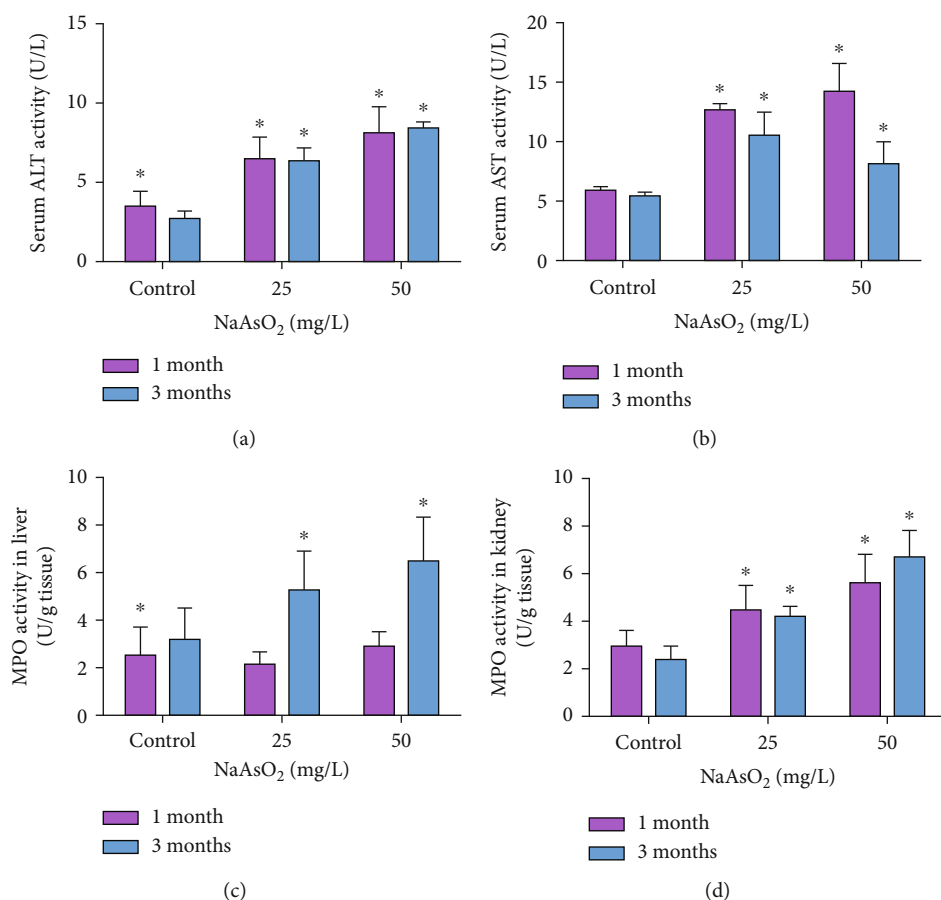 15
10
5
0
Serum ALT activity (U/L)
*
*
*
*
*
Control
25
50
NaAsO₂ (mg/L)
1 month
3 months
(a)
20
15
10
5
0
Serum AST activity (U/L)
*
*
*
*
Control
25
50
NaAsO₂ (mg/L)
1 month
3 months
(b)
10
8
6
4
2
0
MPO activity in liver
(U/g tissue)
*
*
*
Control
25
50
NaAsO₂ (mg/L)
1 month
3 months
(c)
10
8
6
4
2
0
MPO activity in kidney
(U/g tissue)
*
*
*
*
Control
25
50
NaAsO₂ (mg/L)
1 month
3 months
(d)